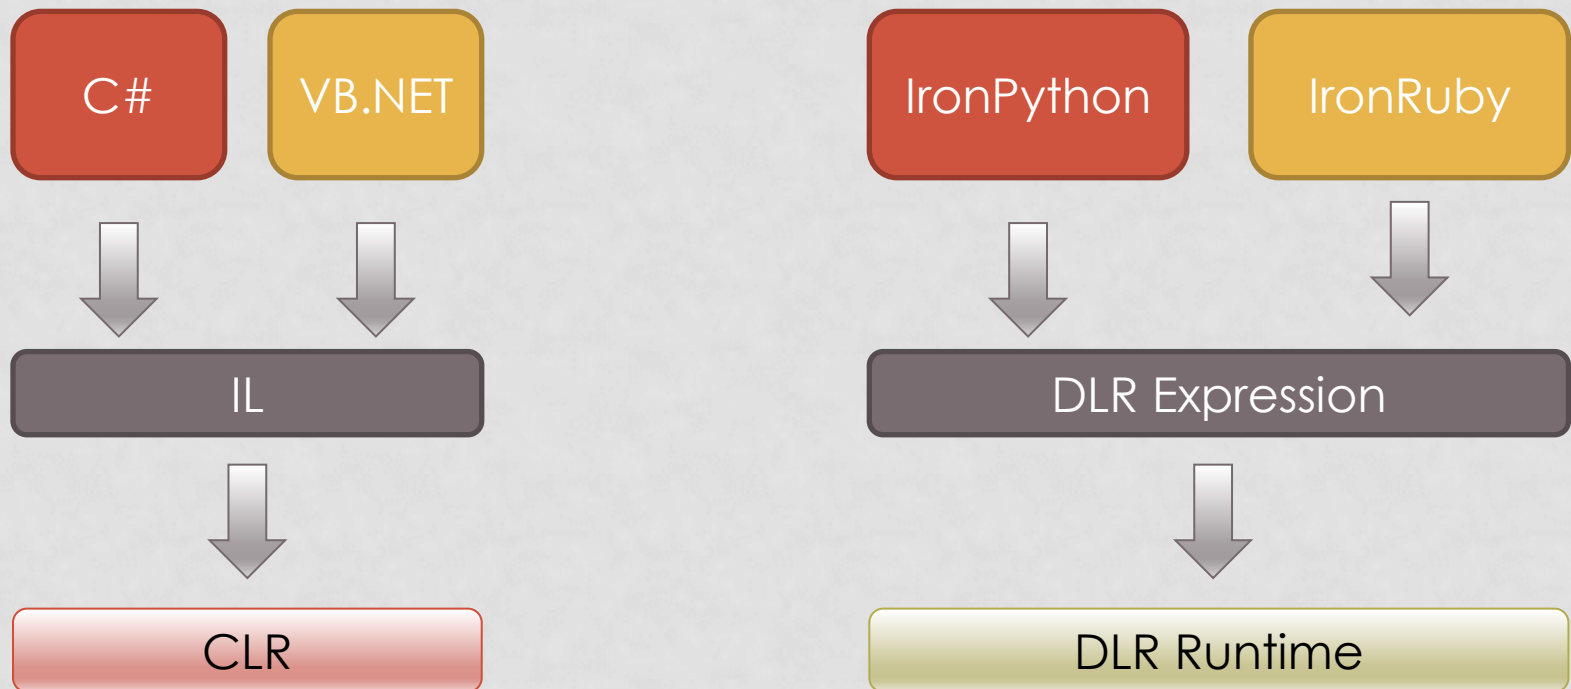 C#
VB.NET
IronPython
IronRuby
IL
DLR Expression
CLR
DLR Runtime